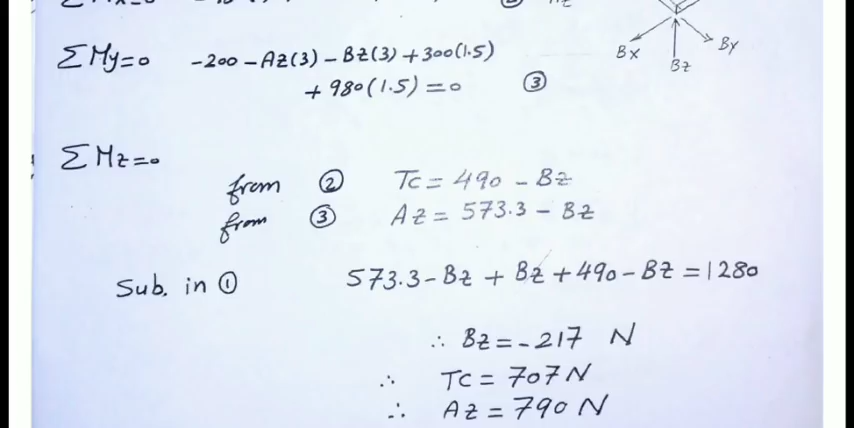 ΣMy=0 -200 - Az(3) - Bz(3) + 300(1.5)
+ 980(1.5) = 0 ③
Bx By
Bz
ΣMz=0
from ② Tc = 490 - Bz
from ③ Az = 573.3 - Bz
Sub. in ① 573.3 - Bz + Bz + 490 - Bz = 1280
∴ Bz = -217 N
∴ Tc = 707 N
∴ Az = 790 N